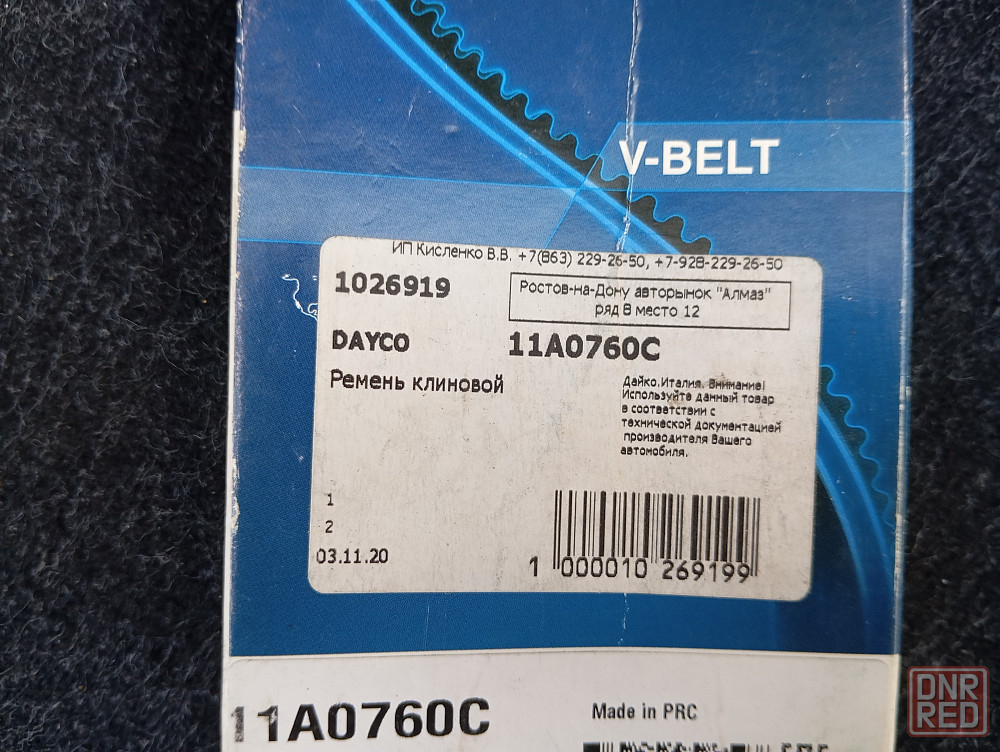 V-BELT
ИП Кисленко В.В. +7(863) 229-26-50, +7-928-229-26-50
1026919
Ростов-на-Дону авторынок "Алмаз"
ряд 8 место 12
DAYCO
11A0760C
Ремень клиновой
Дайко.Италия. Внимание!
Используйте данный товар
в соответствии с
технической документацией
производителя Вашего
автомобиля.
1
2
03.11.20
1 000010 269199
11A0760C
Made in PRC
DNR
RED